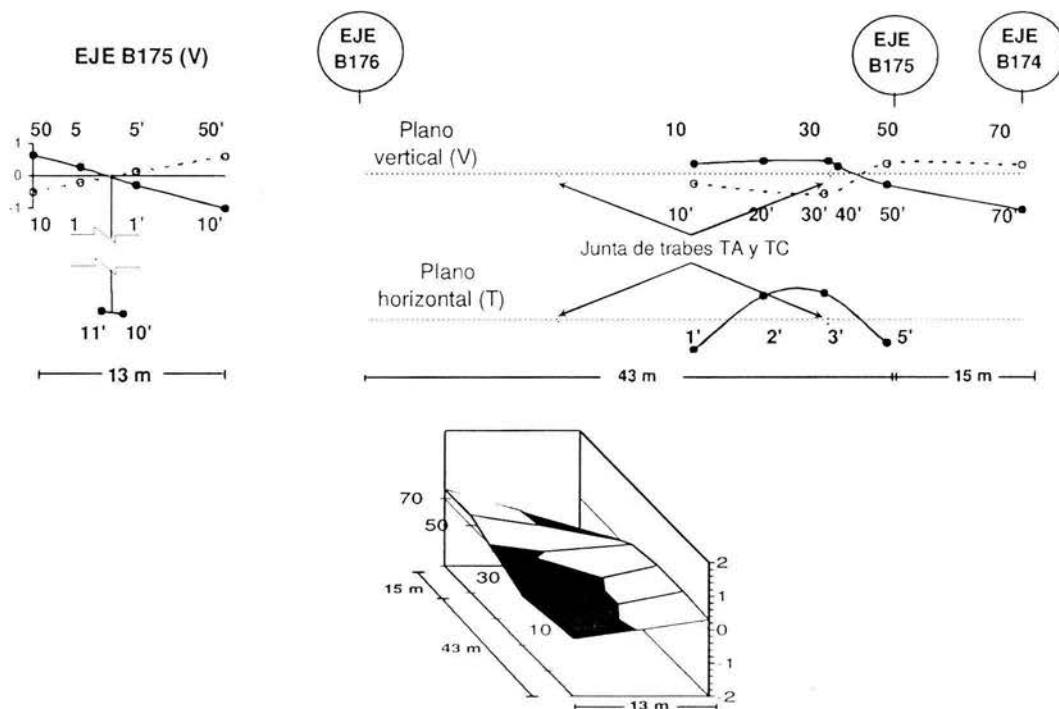 EJE B175 (V)
50 5 5' 50'
1
0
-1
10 1 1' 10'
11' 10'
13 m
EJE
B176
EJE
B175
EJE
B174
Plano
vertical (V)
10 30 50 70
10' 20' 30' 40' 50' 70'
Junta de trabes TA y TC
Plano
horizontal (T)
1' 2' 3' 5'
43 m 15 m
70
50
30
10
15 m
43 m
13 m
2
1
0
-1
-2